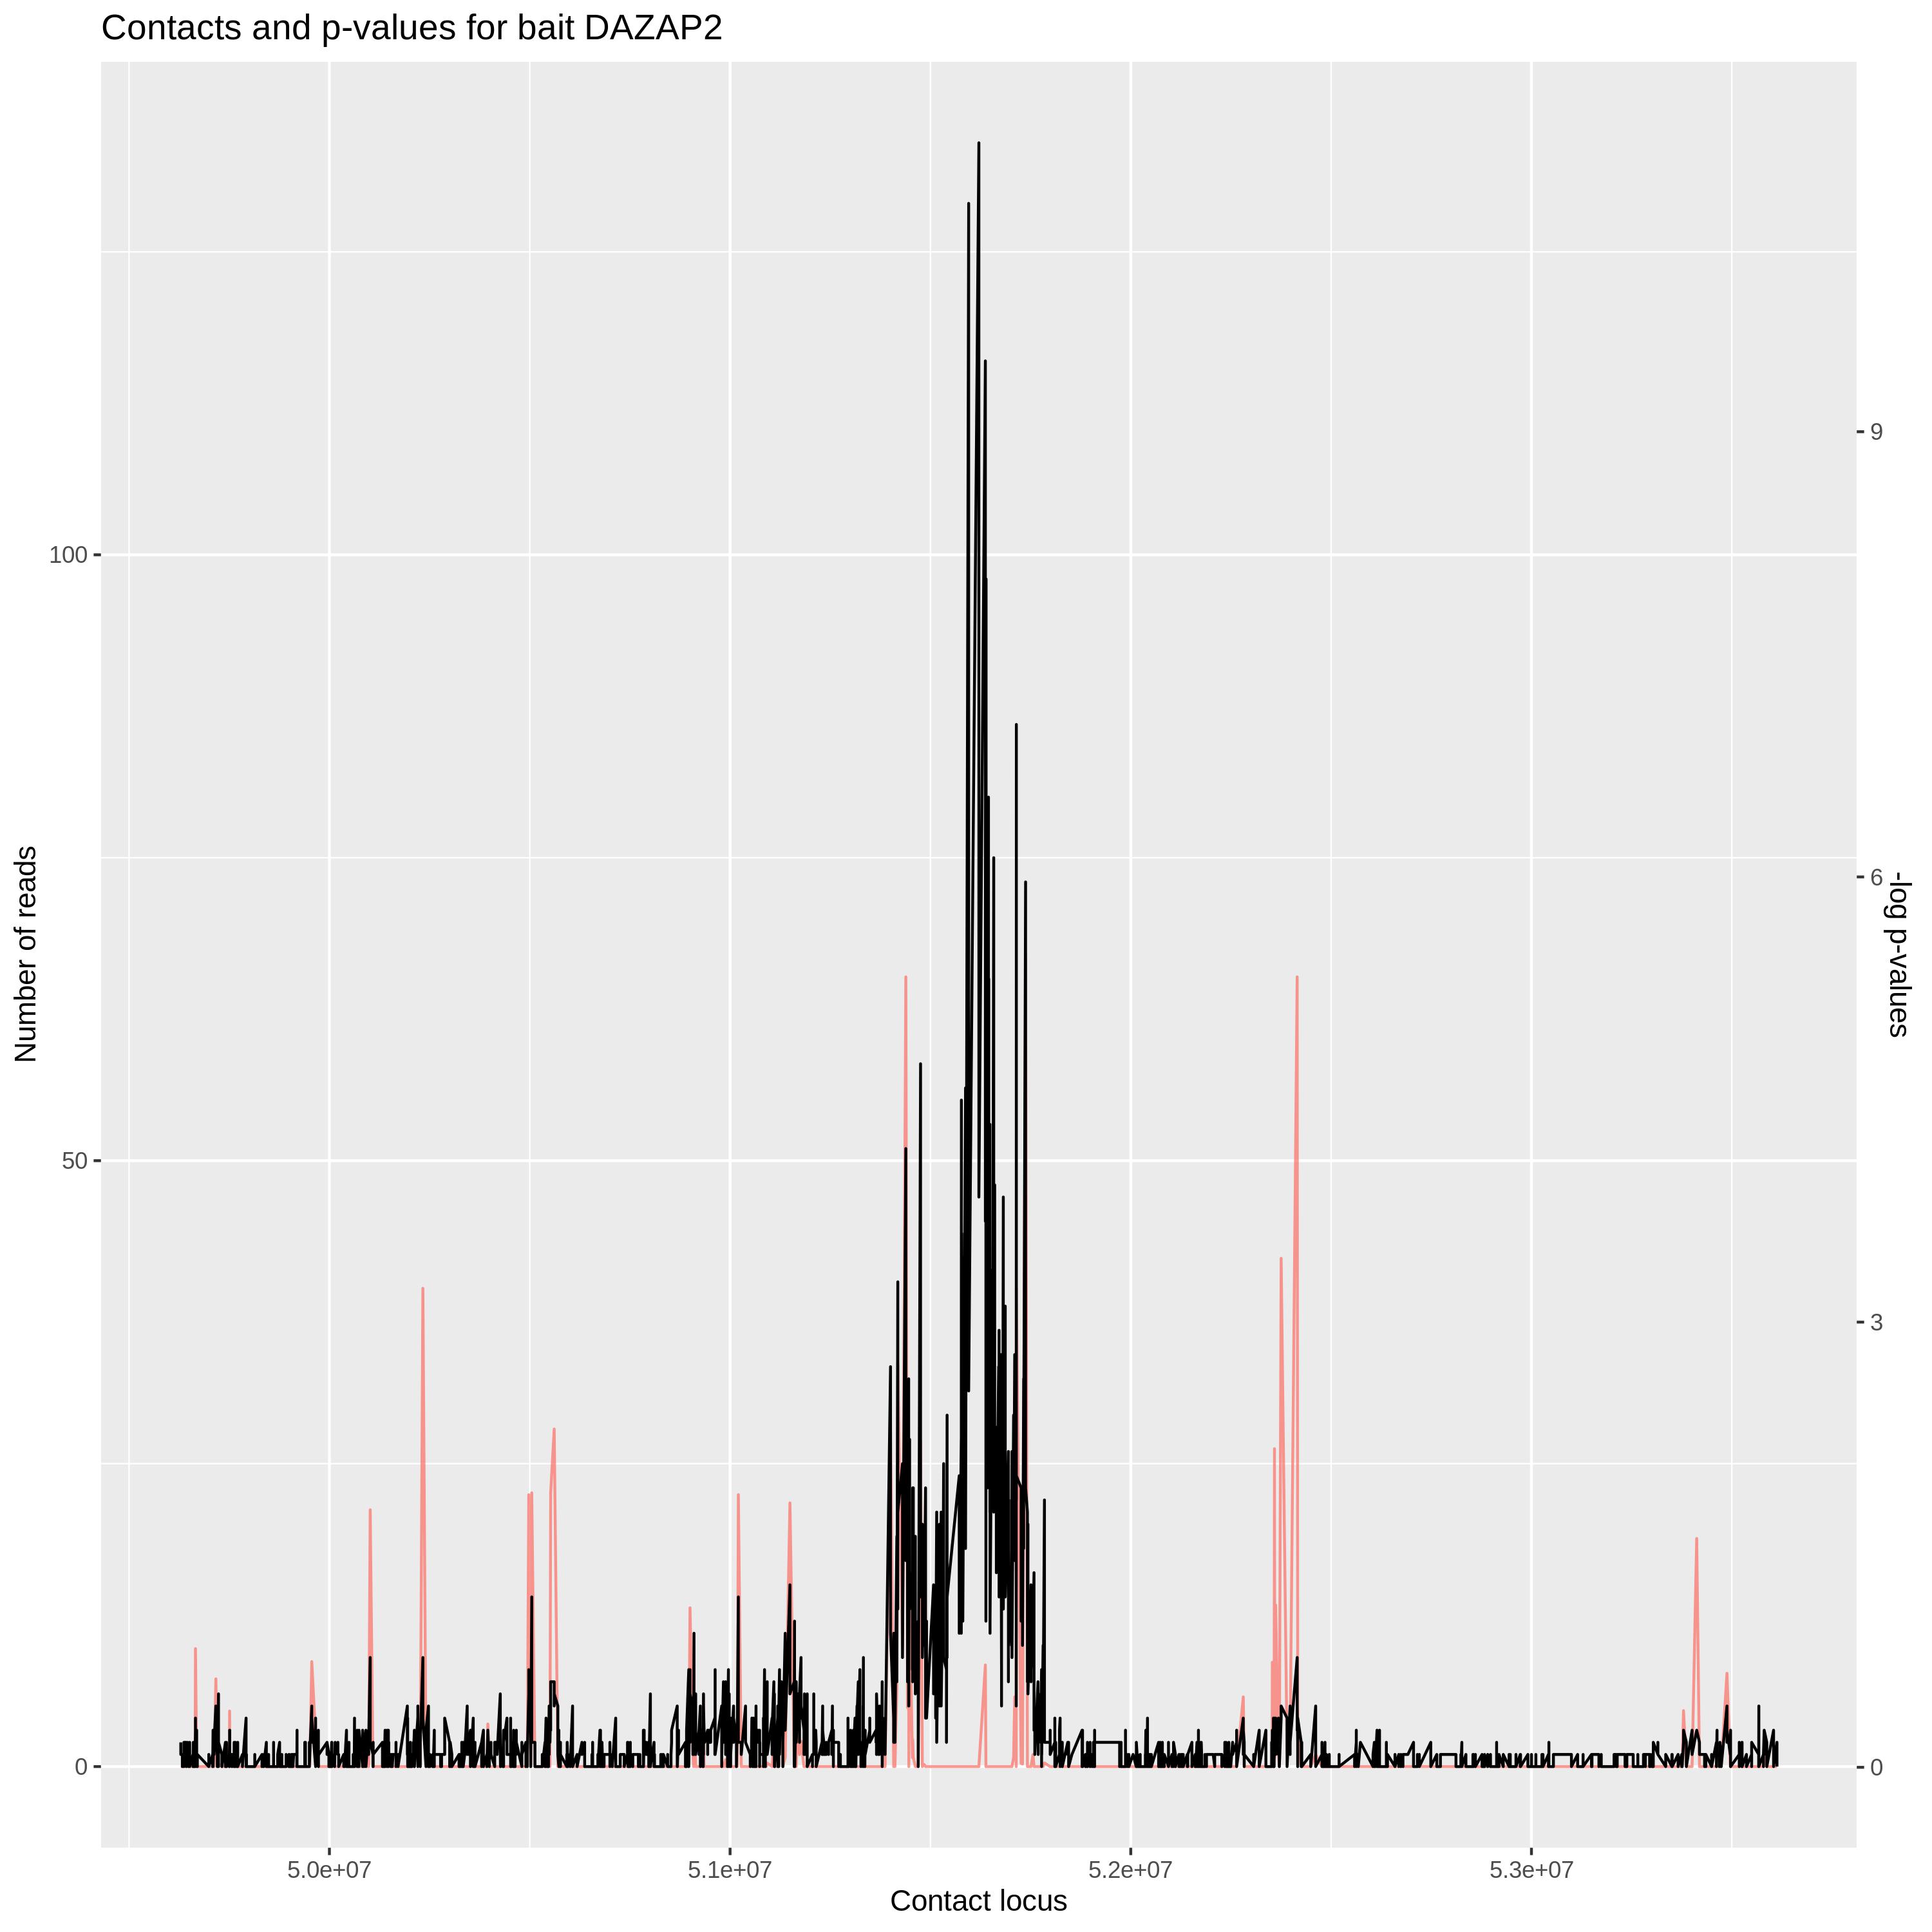 Contacts and p-values for bait DAZAP2
Number of reads
100
50
0
9
6
3
0
-log p-values
5.0e+07
5.1e+07
5.2e+07
5.3e+07
Contact locus